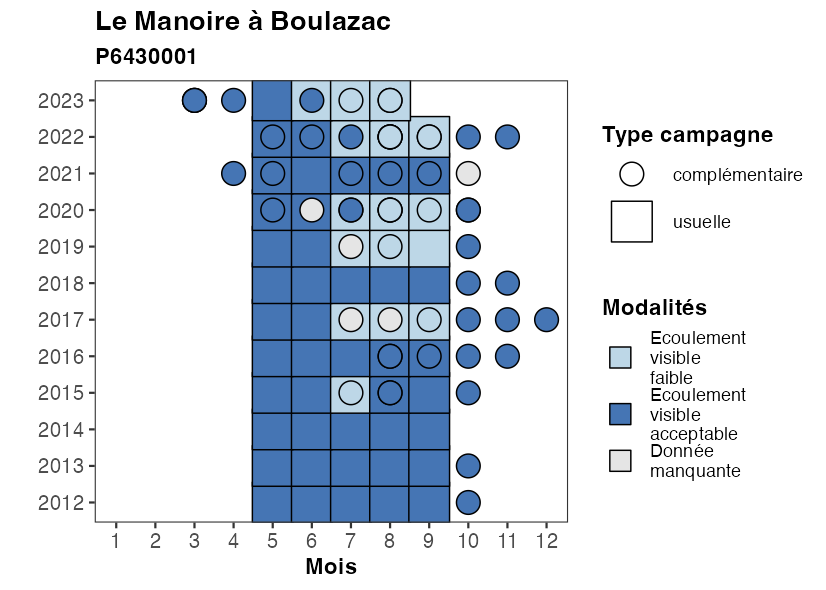 Le Manoire à Boulazac
P6430001
2023
2022
2021
2020
2019
2018
2017
2016
2015
2014
2013
2012
1 2 3 4 5 6 7 8 9 10 11 12
Mois
Type campagne
complémentaire
usuelle
Modalités
Ecoulement
visible
faible
Ecoulement
visible
acceptable
Donnée
manquante